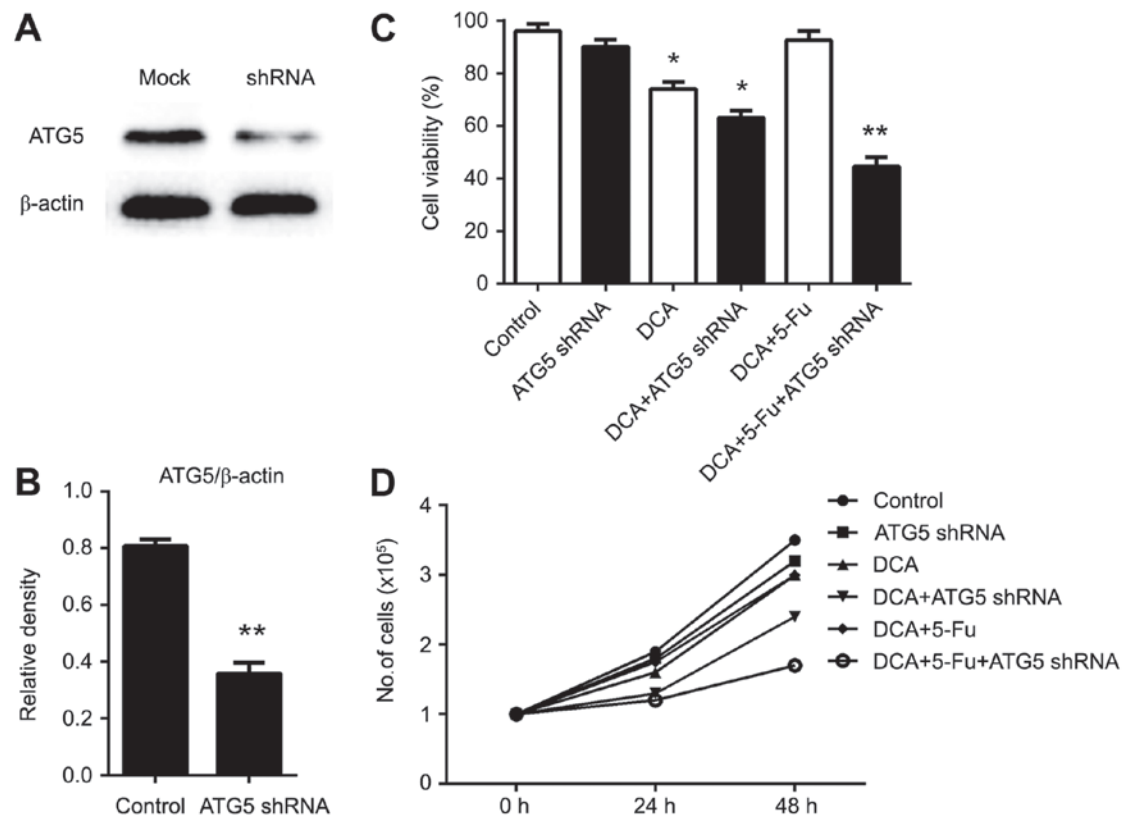 A
Mock shRNA
ATG5
β-actin
C
Cell viability (%)
100
80
60
40
20
0
*
*
**
Control
ATG5 shRNA
DCA
DCA+ATG5 shRNA
DCA+5-Fu
DCA+5-Fu+ATG5 shRNA
B
ATG5/β-actin
Relative density
1.0
0.8
0.6
0.4
0.2
0.0
**
Control ATG5 shRNA
D
No.of cells (x10⁵)
4
3
2
1
0
0 h 24 h 48 h
Control
ATG5 shRNA
DCA
DCA+ATG5 shRNA
DCA+5-Fu
DCA+5-Fu+ATG5 shRNA